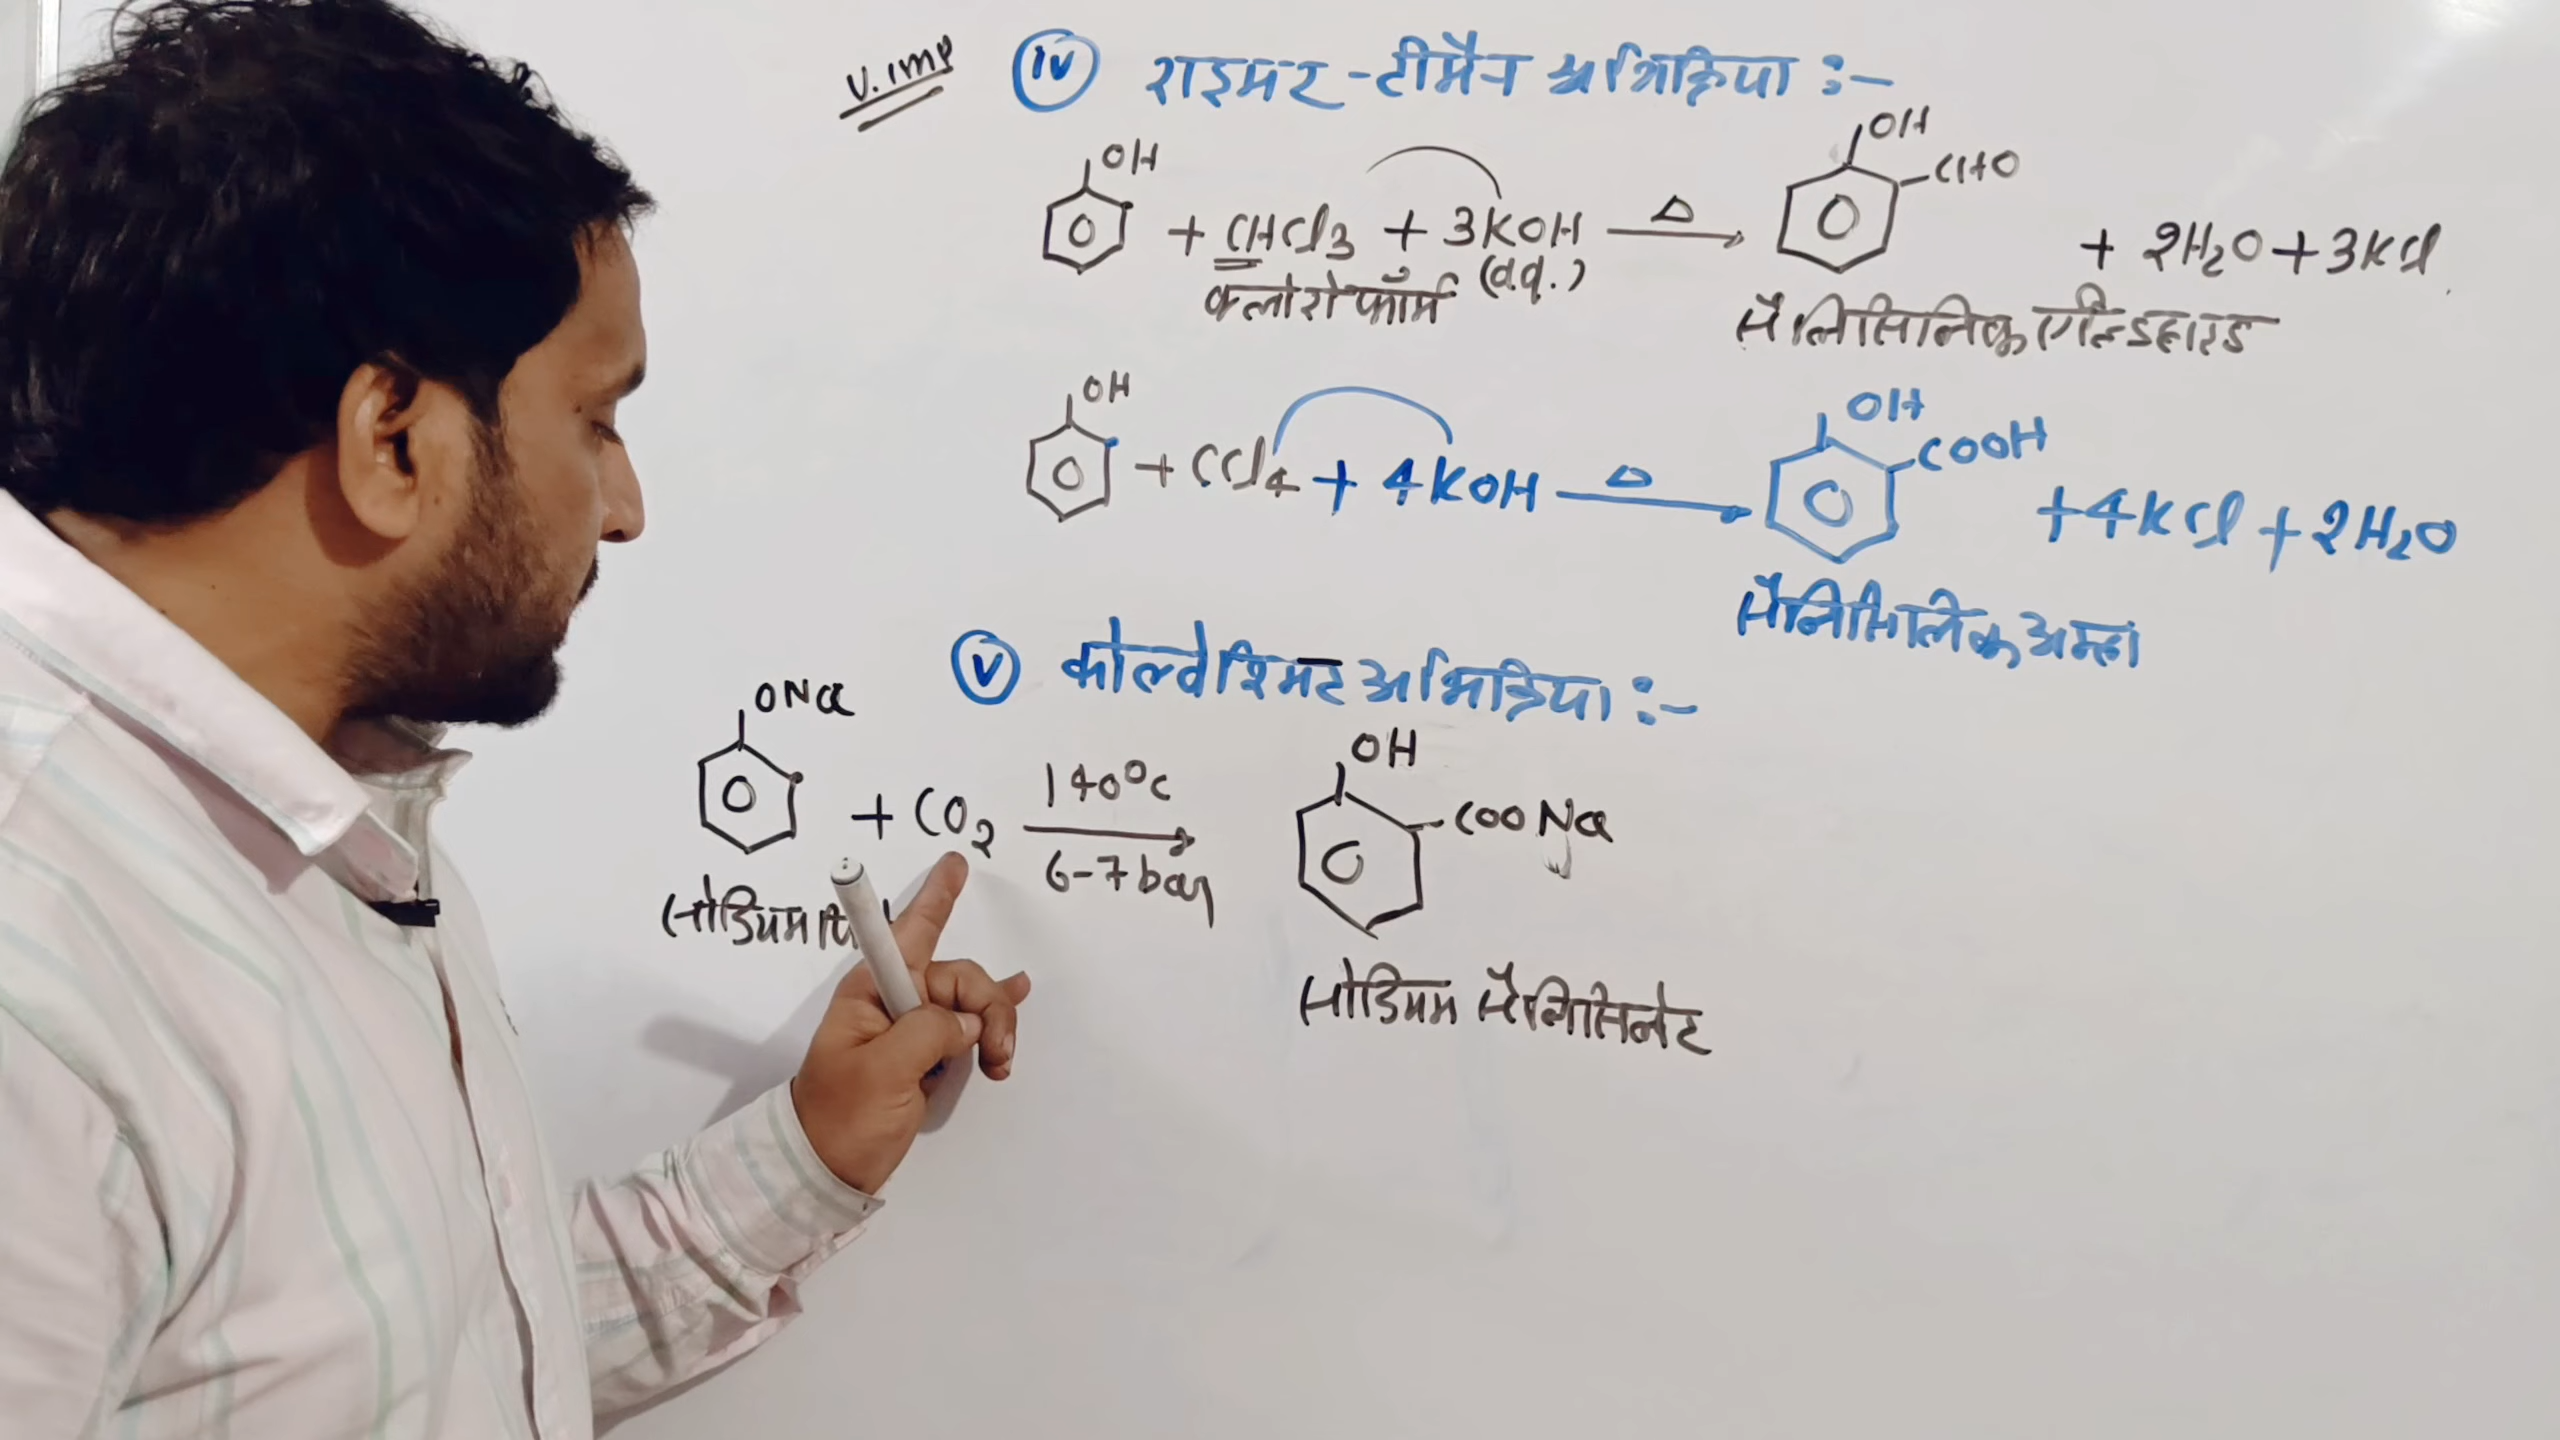 V. Imp (iv) राइमर-टीमैन अभिक्रिया :-
OH + CHCl3 + 3KOH (aq.) Δ → OH CHO + 2H2O + 3KCl
क्लोरोफॉर्म सैलिसिलिक एल्डिहाइड
OH + CCl4 + 4KOH Δ → OH COOH + 4KCl + 2H2O
सैलिसिलिक अम्ल
(v) कोल्वे श्मिट अभिक्रिया :-
ONa + CO2 140°C → 6-7 bar OH COONa
सोडियम सोडियम सैलिसिलेट